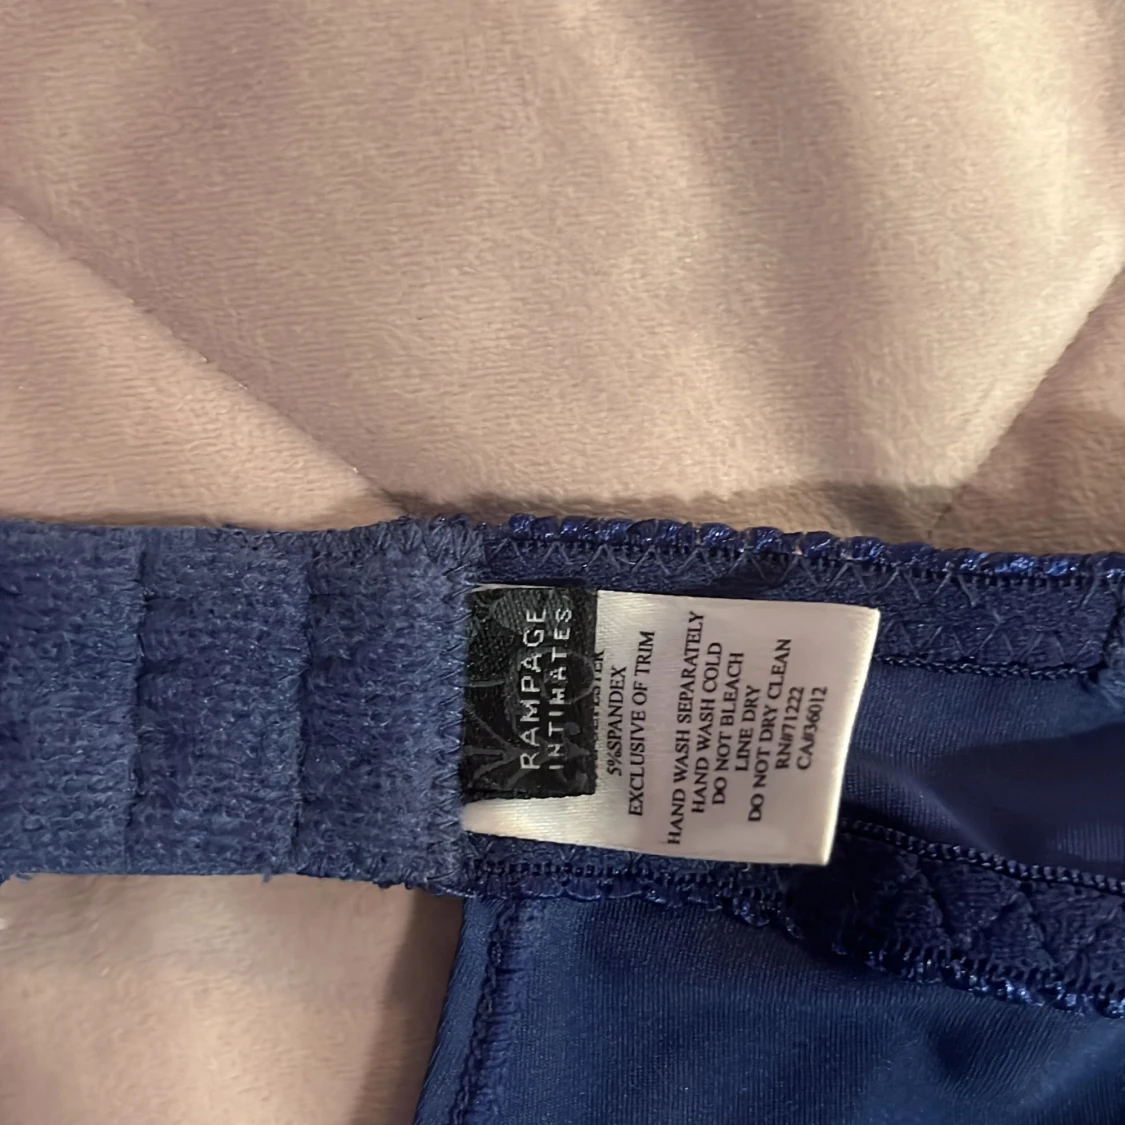 RAMPAGE
INTIMATES
5%SPANDEX
EXCLUSIVE OF TRIM
HAND WASH SEPARATELY
HAND WASH COLD
DO NOT BLEACH
LINE DRY
DO NOT DRY CLEAN
RN#71222
CA#36012